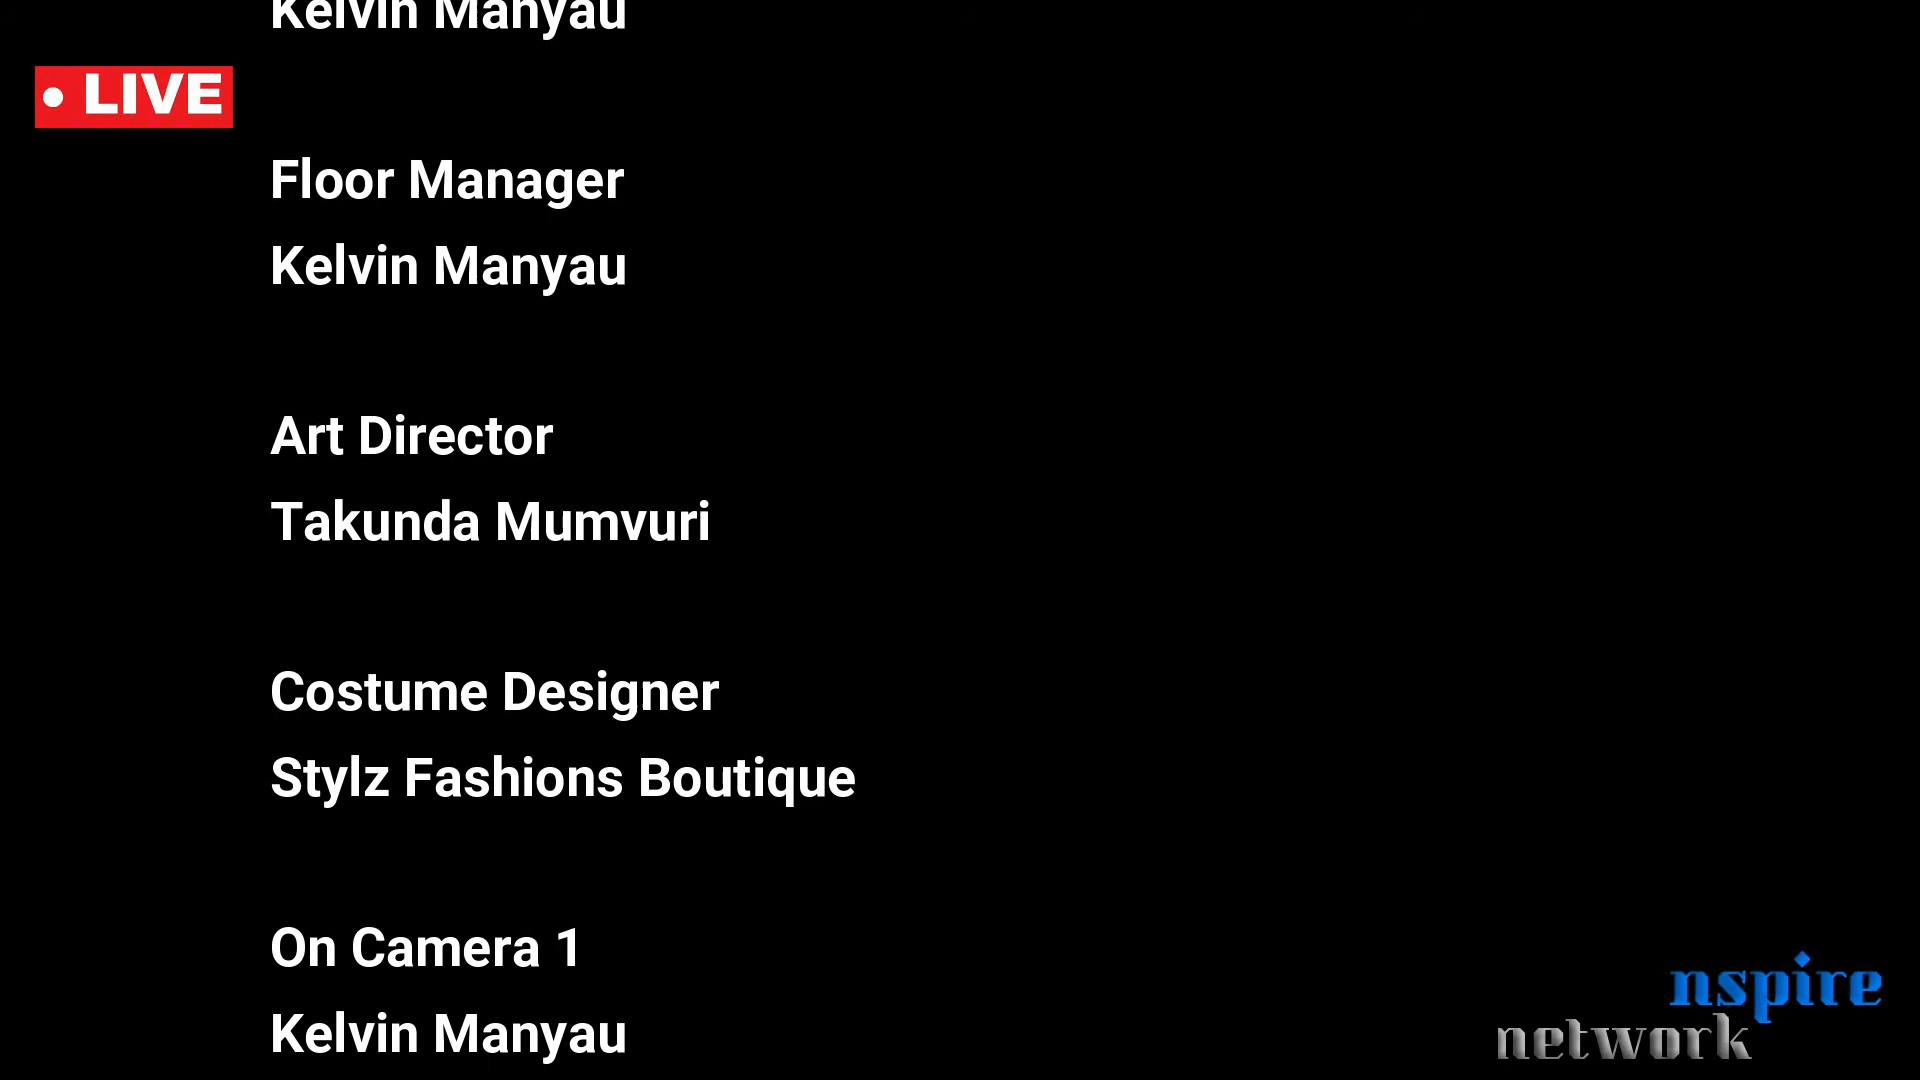 Kelvin Manyau
• LIVE
Floor Manager
Kelvin Manyau
Art Director
Takunda Mumvuri
Costume Designer
Stylz Fashions Boutique
On Camera 1
Kelvin Manyau
nspire
network